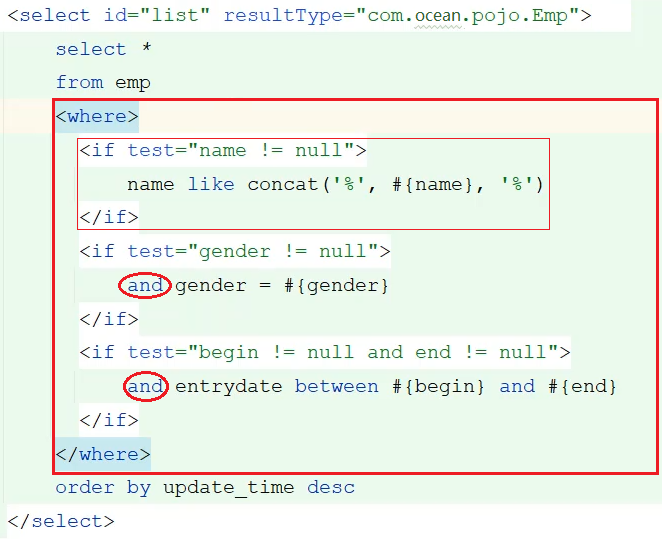 <select id="list" resultType="com.ocean.pojo.Emp">
select *
from emp
<where>
<if test="name != null">
name like concat('%', #{name}, '%')
</if>
<if test="gender != null">
and gender = #{gender}
</if>
<if test="begin != null and end != null">
and entrydate between #{begin} and #{end}
</if>
</where>
order by update_time desc
</select>